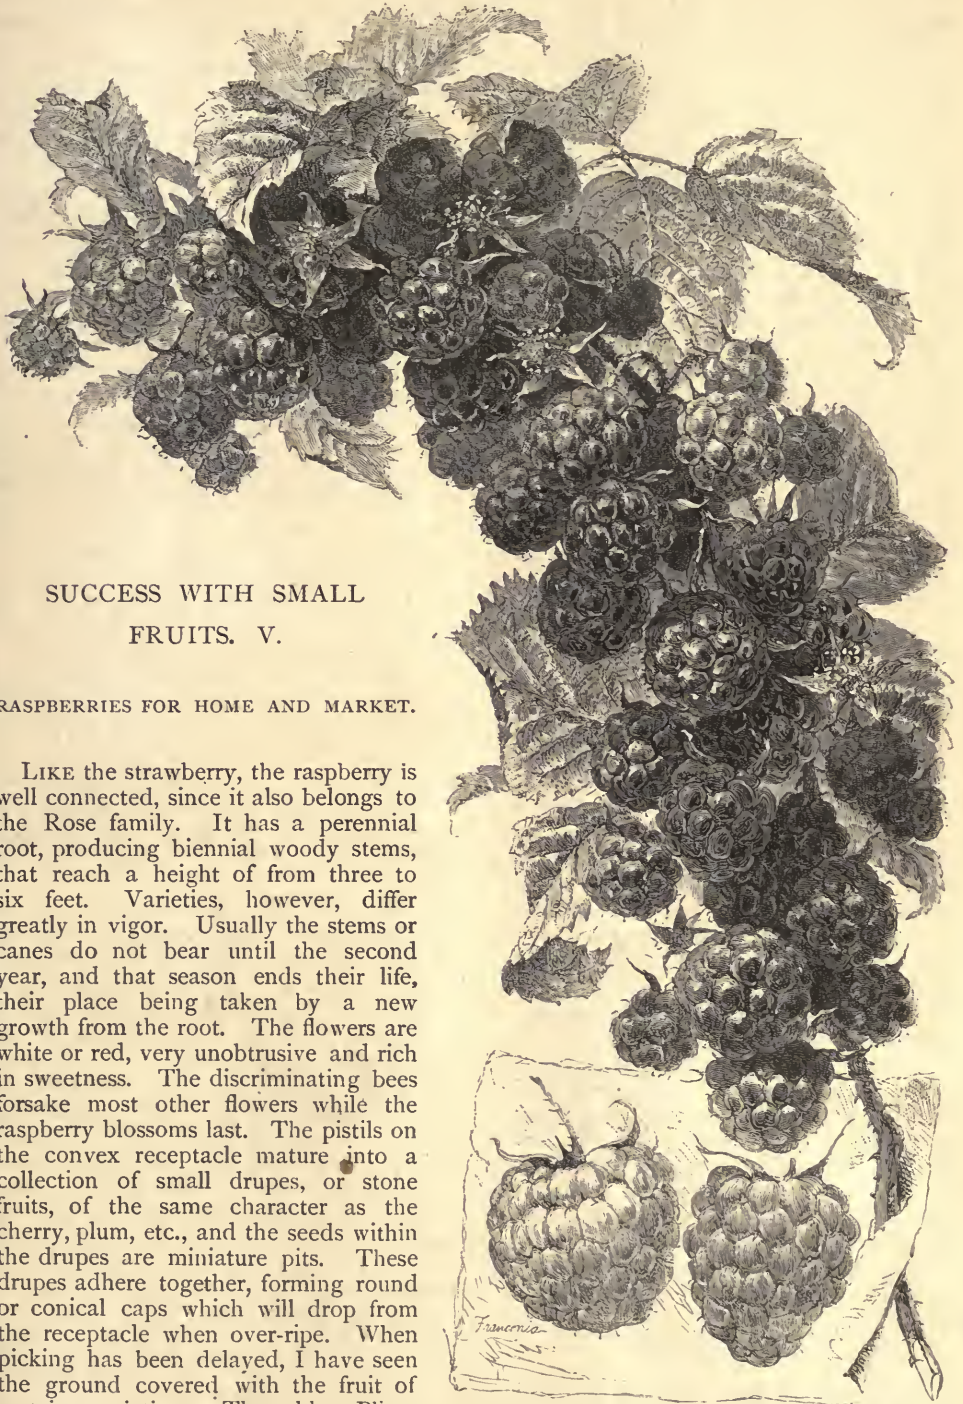 SUCCESS WITH SMALL
FRUITS. V.
RASPBERRIES FOR HOME AND MARKET.
LIKE the strawberry, the raspberry is
well connected, since it also belongs to
the Rose family. It has a perennial
root, producing biennial woody stems,
that reach a height of from three to
six feet. Varieties, however, differ
greatly in vigor. Usually the stems or
canes do not bear until the second
year, and that season ends their life,
their place being taken by a new
growth from the root. The flowers are
white or red, very unobtrusive and rich
in sweetness. The discriminating bees
forsake most other flowers while the
raspberry blossoms last. The pistils on
the convex receptacle mature into a
collection of small drupes, or stone
fruits, of the same character as the
cherry, plum, etc., and the seeds within
the drupes are miniature pits. These
drupes adhere together, forming round
or conical caps which will drop from
the receptacle when over-ripe. When
picking has been delayed, I have seen
the ground covered with the fruit of
Franconia